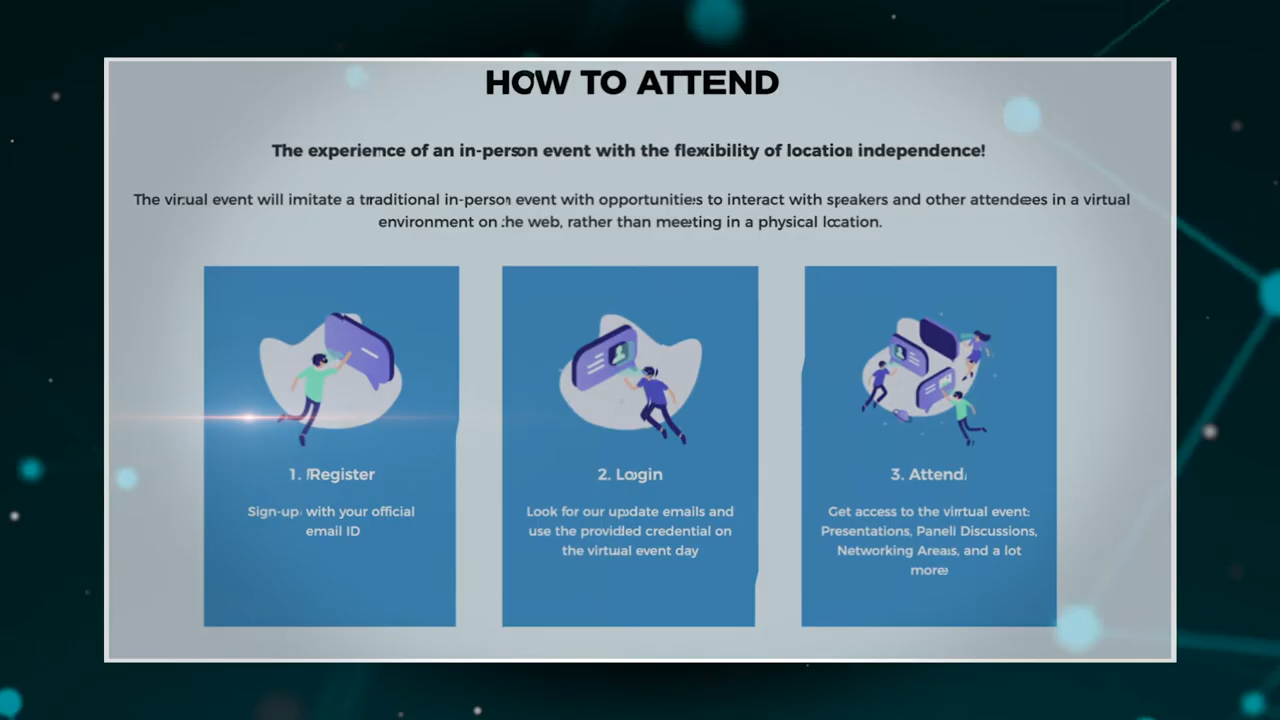 HOW TO ATTEND
The experience of an in-person event with the flexibility of location independence!
The virtual event will imitate a traditional in-person event with opportunities to interact with speakers and other attendees in a virtual
environment on the web, rather than meeting in a physical location.
1. Register
Sign-up with your official
email ID
2. Login
Look for our update emails and
use the provided credential on
the virtual event day
3. Attend
Get access to the virtual event:
Presentations, Panel Discussions,
Networking Areas, and a lot
more